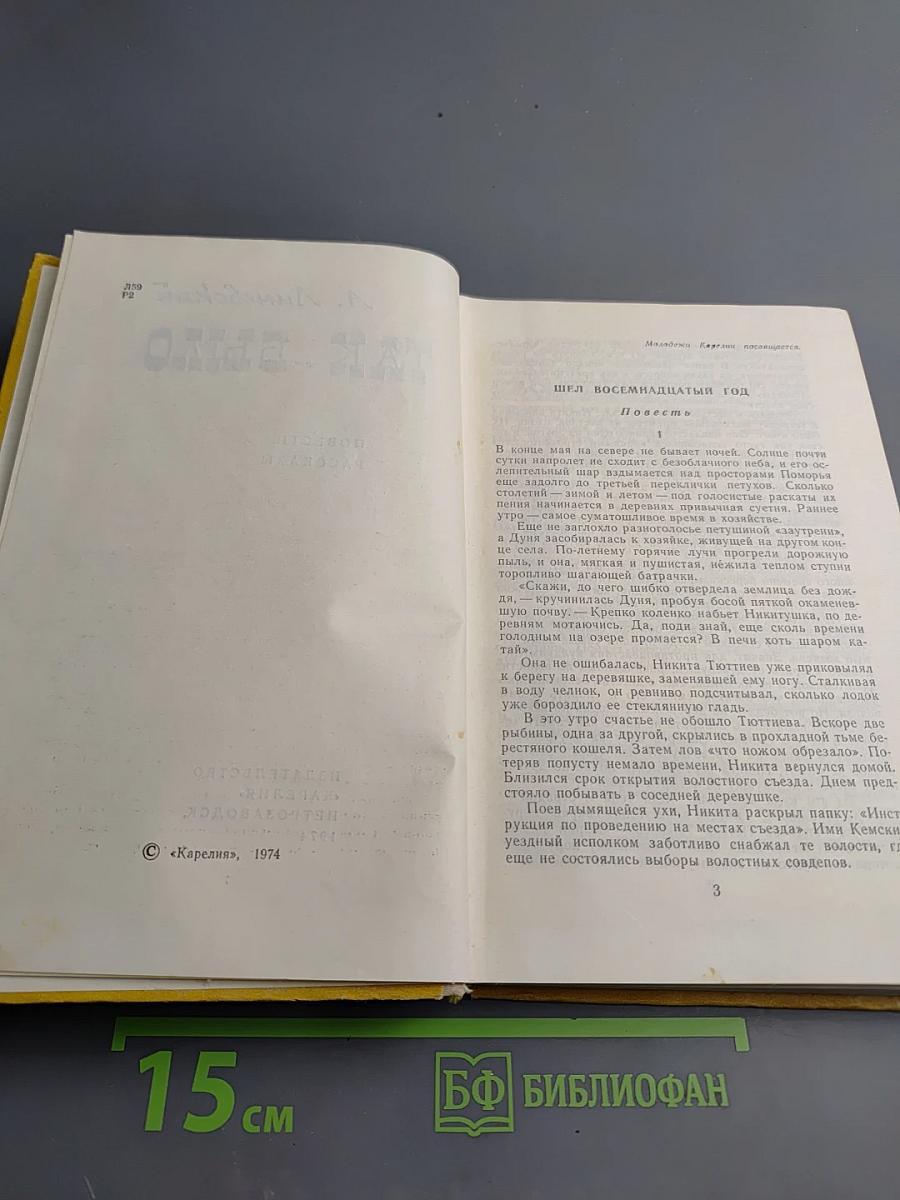 Л59
Р2
© «Карелия», 1974
Молодежи Карелии посвящается.
ШЕЛ ВОСЕМНАДЦАТЫЙ ГОД
Повесть
1
В конце мая на севере не бывает ночей. Солнце почти
сутки напролет не сходит с безоблачного неба, и его ос-
лепительный шар вздымается над просторами Поморья
еще задолго до третьей переклички петухов. Сколько
столетий — зимой и летом — под голосистые раскаты их
пения начинается в деревнях привычная суетня. Раннее
утро — самое суматошливое время в хозяйстве.
Еще не заглохло разноголосье петушиной «заутрени»,
а Дуня засобиралась к хозяйке, живущей на другом кон-
це села. По-летнему горячие лучи прогрели дорожную
пыль, и она, мягкая и пушистая, нежила теплом ступни
торопливо шагающей батрачки.
«Скажи, до чего шибко отвердела землица без дож-
дя, — кручинилась Дуня, пробуя босой пяткой окаменев-
шую почву. — Крепко коленко набьет Никитушка, по де-
ревням мотаючись. Да, поди знай, еще сколь времени
голодным на озере промается? В печи хоть шаром ка-
тай».
Она не ошибалась, Никита Тюттиев уже приковылял
к берегу на деревяшке, заменявшей ему ногу. Сталкивая
в воду челнок, он ревниво подсчитывал, сколько лодок
уже бороздило ее стеклянную гладь.
В это утро счастье не обошло Тюттиева. Вскоре две
рыбины, одна за другой, скрылись в прохладной тьме бе-
рестяного кошеля. Затем лов «что ножом обрезало». По-
теряв попусту немало времени, Никита вернулся домой.
Близился срок открытия волостного съезда. Днем пред-
стояло побывать в соседней деревушке.
Поев дымящейся ухи, Никита раскрыл папку: «Инст
рукция по проведению на местах съезда». Ими Кемски
уездный исполком заботливо снабжал те волости, гд
еще не состоялись выборы волостных совдепов.
3
15 см
БФ БИБЛИОФАН